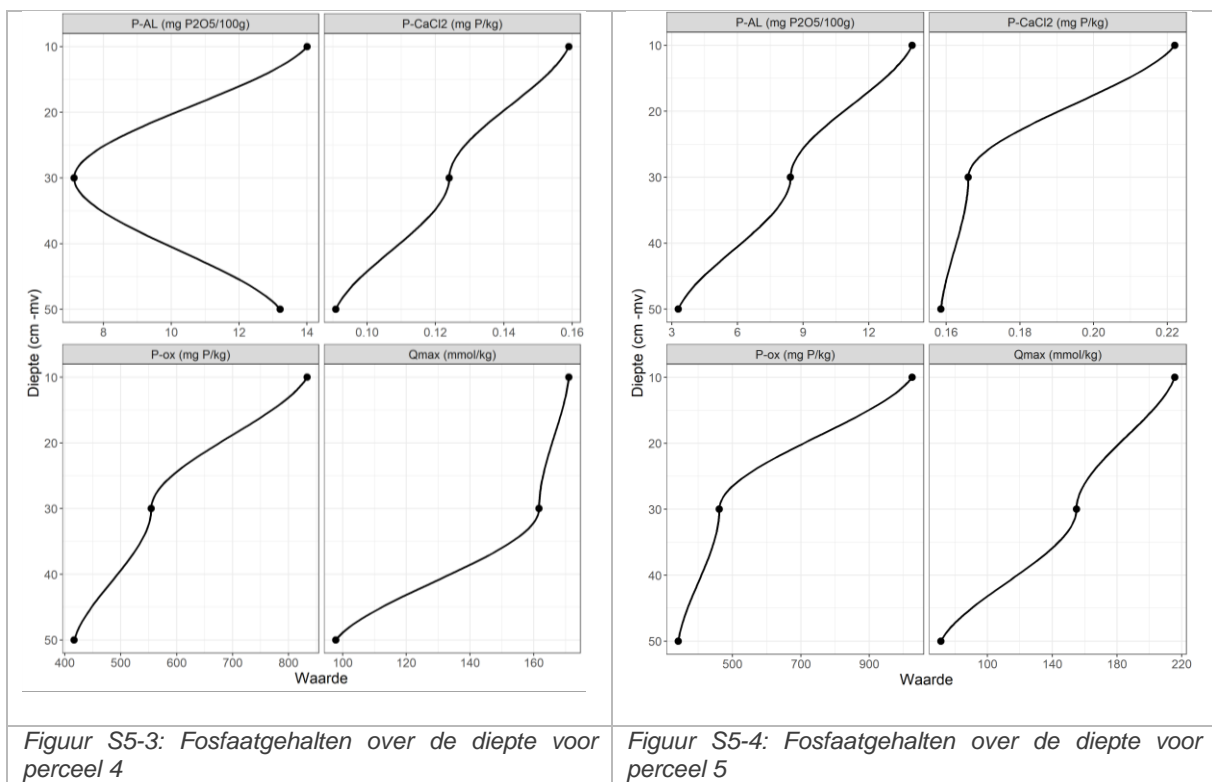 P-AL (mg P2O5/100g) P-CaCl2 (mg P/kg)
10
20
30
40
50
8 10 12 14 0.10 0.12 0.14 0.16
Diepte (cm -mv)
P-ox (mg P/kg) Qmax (mmol/kg)
10
20
30
40
50
400 500 600 700 800 100 120 140 160
Waarde
P-AL (mg P2O5/100g) P-CaCl2 (mg P/kg)
10
20
30
40
50
3 6 9 12 0.16 0.18 0.20 0.22
Diepte (cm -mv)
P-ox (mg P/kg) Qmax (mmol/kg)
10
20
30
40
50
500 700 900 100 140 180 220
Waarde
Figuur S5-3: Fosfaatgehalten over de diepte voor
perceel 4
Figuur S5-4: Fosfaatgehalten over de diepte voor
perceel 5